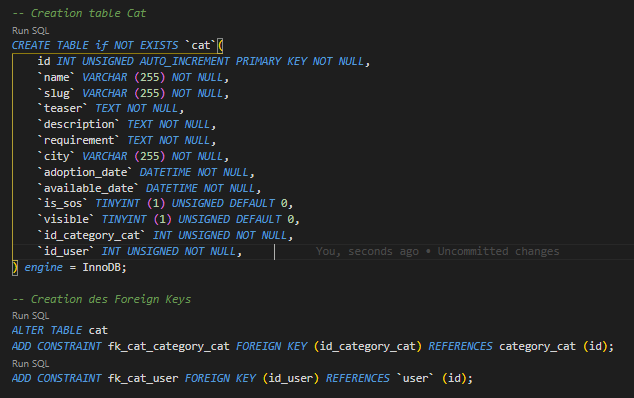 -- Creation table Cat
Run SQL
CREATE TABLE if NOT EXISTS `cat`(
id INT UNSIGNED AUTO_INCREMENT PRIMARY KEY NOT NULL,
`name` VARCHAR (255) NOT NULL,
`slug` VARCHAR (255) NOT NULL,
`teaser` TEXT NOT NULL,
`description` TEXT NOT NULL,
`requirement` TEXT NOT NULL,
`city` VARCHAR (255) NOT NULL,
`adoption_date` DATETIME NOT NULL,
`available_date` DATETIME NOT NULL,
`is_sos` TINYINT (1) UNSIGNED DEFAULT 0,
`visible` TINYINT (1) UNSIGNED DEFAULT 0,
`id_category_cat` INT UNSIGNED NOT NULL,
`id_user` INT UNSIGNED NOT NULL, You, seconds ago • Uncommitted changes
) engine = InnoDB;
-- Creation des Foreign Keys
Run SQL
ALTER TABLE cat
ADD CONSTRAINT fk_cat_category_cat FOREIGN KEY (id_category_cat) REFERENCES category_cat (id);
Run SQL
ADD CONSTRAINT fk_cat_user FOREIGN KEY (id_user) REFERENCES `user` (id);